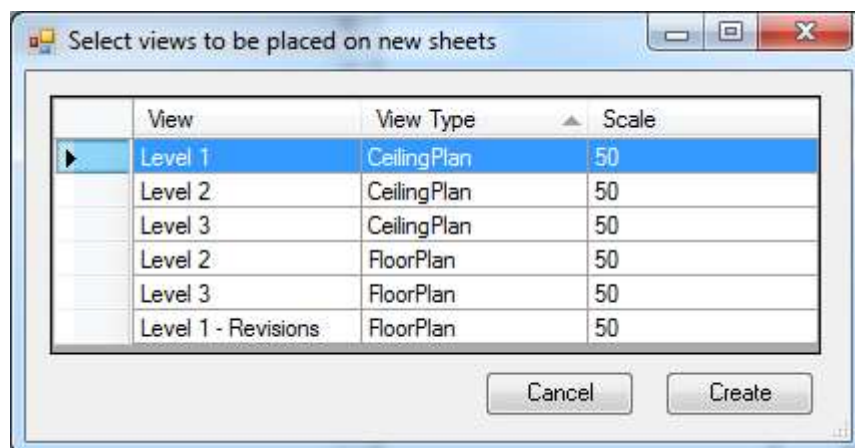 Select views to be placed on new sheets
View View Type Scale
Level 1 CeilingPlan 50
Level 2 CeilingPlan 50
Level 3 CeilingPlan 50
Level 2 FloorPlan 50
Level 3 FloorPlan 50
Level 1 - Revisions FloorPlan 50
Cancel Create